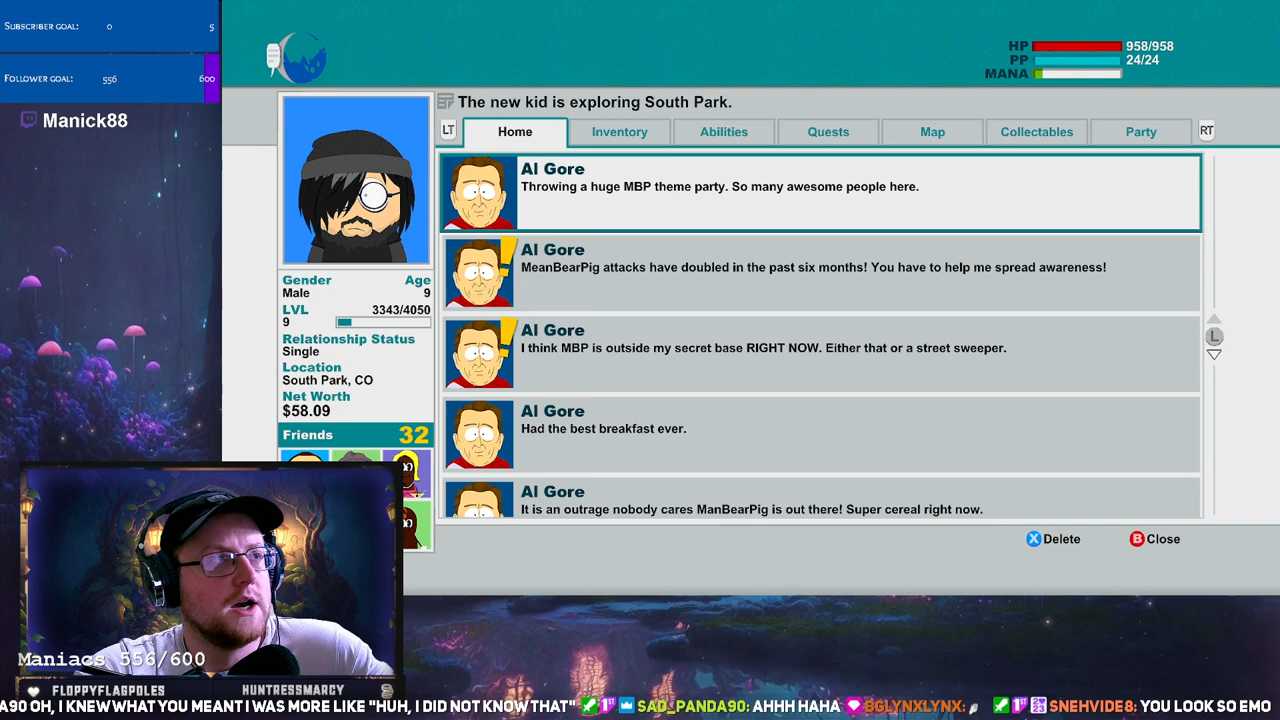 Subscriber goal: 0 5
Follower goal: 556 600
Manick88
HP 958/958
PP 24/24
MANA
The new kid is exploring South Park.
LT Home Inventory Abilities Quests Map Collectables Party RT
Al Gore
Throwing a huge MBP theme party. So many awesome people here.
Al Gore
MeanBearPig attacks have doubled in the past six months! You have to help me spread awareness!
Al Gore
I think MBP is outside my secret base RIGHT NOW. Either that or a street sweeper.
Al Gore
Had the best breakfast ever.
Al Gore
It is an outrage nobody cares ManBearPig is out there! Super cereal right now.
L
Gender Age
Male 9
LVL 3343/4050
9
Relationship Status
Single
Location
South Park, CO
Net Worth
$58.09
Friends 32
X Delete B Close
Maniacs 556/600
FLOPPYFLAGPOLES HUNTRESSMARCY
A90 OH, I KNEW WHAT YOU MEANT I WAS MORE LIKE "HUH, I DID NOT KNOW THAT" SAD_PANDA90: AHHH HAHA BGLYNXLYNX: SNEHVIDE8: YOU LOOK SO EMO